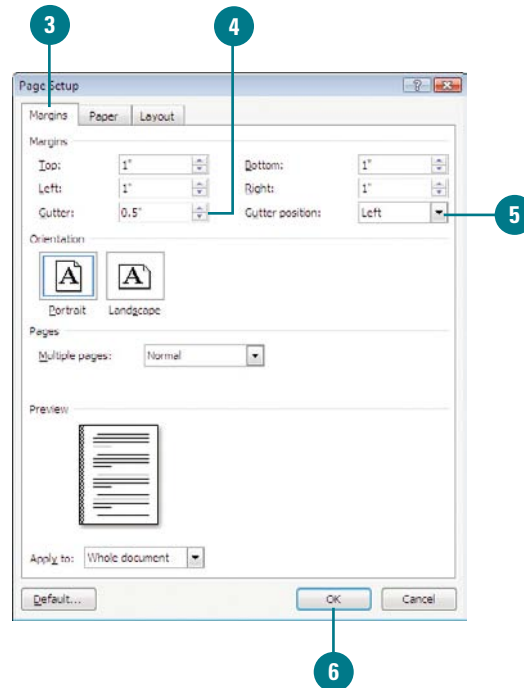 3 4
Page Setup
Margins Paper Layout
Margins
Top: 1" Bottom: 1"
Left: 1" Right: 1"
Gutter: 0.5" Gutter position: Left 5
Orientation
A A
Portrait Landscape
Pages
Multiple pages: Normal
Preview
Apply to: Whole document
Default... OK Cancel
6